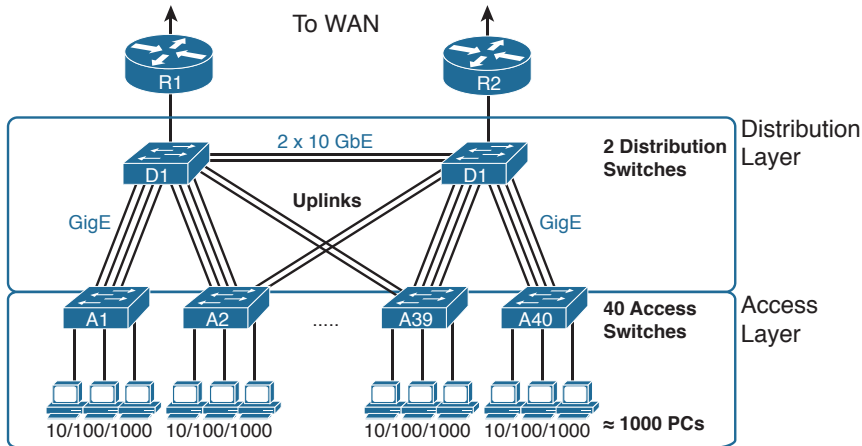 To WAN
R1
R2
2 x 10 GbE
2 Distribution
Switches
Distribution
Layer
D1
D1
Uplinks
GigE
GigE
A1
A2
.....
A39
A40
40 Access
Switches
Access
Layer
10/100/1000
10/100/1000
10/100/1000
10/100/1000
≈ 1000 PCs